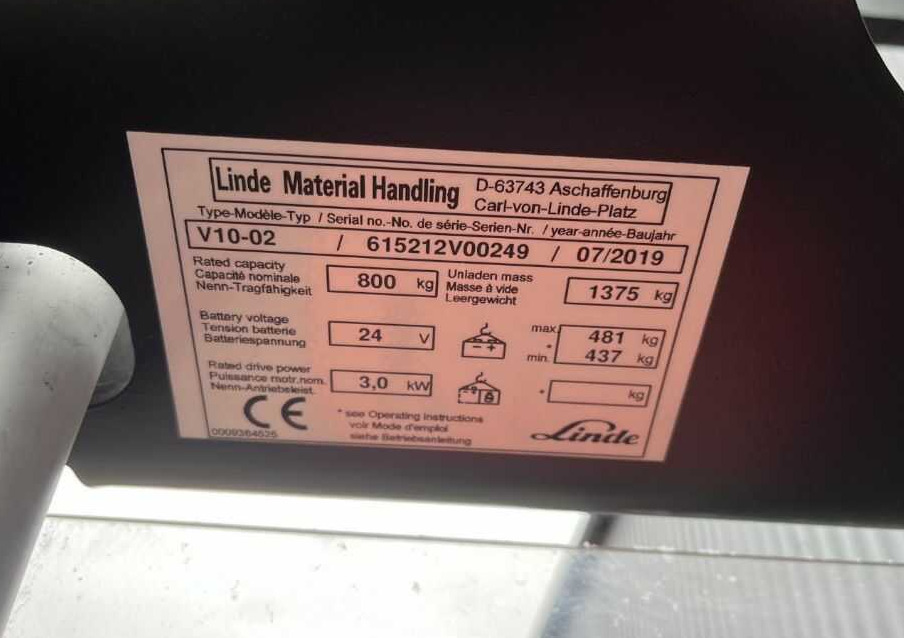 Linde Material Handling
D-63743 Aschaffenburg
Carl-von-Linde-Platz
Type-Modèle-Typ / Serial no.-No. de série-Serien-Nr. / year-année-Baujahr
V10-02 / 615212V00249 / 07/2019
Rated capacity
Capacité nominale
Nenn-Tragfähigkeit
800 kg
Unladen mass
Masse à vide
Leergewicht
1375 kg
Battery voltage
Tension batterie
Batteriespannung
24 V
- +
max.
*
min.
481 kg
437 kg
Rated drive power
Puissance motr.nom.
Nenn-Antriebsleist.
3,0 kW
* kg
CE
0009364525
* see Operating Instructions
voir Mode d'emploi
siehe Betriebsanleitung
Linde